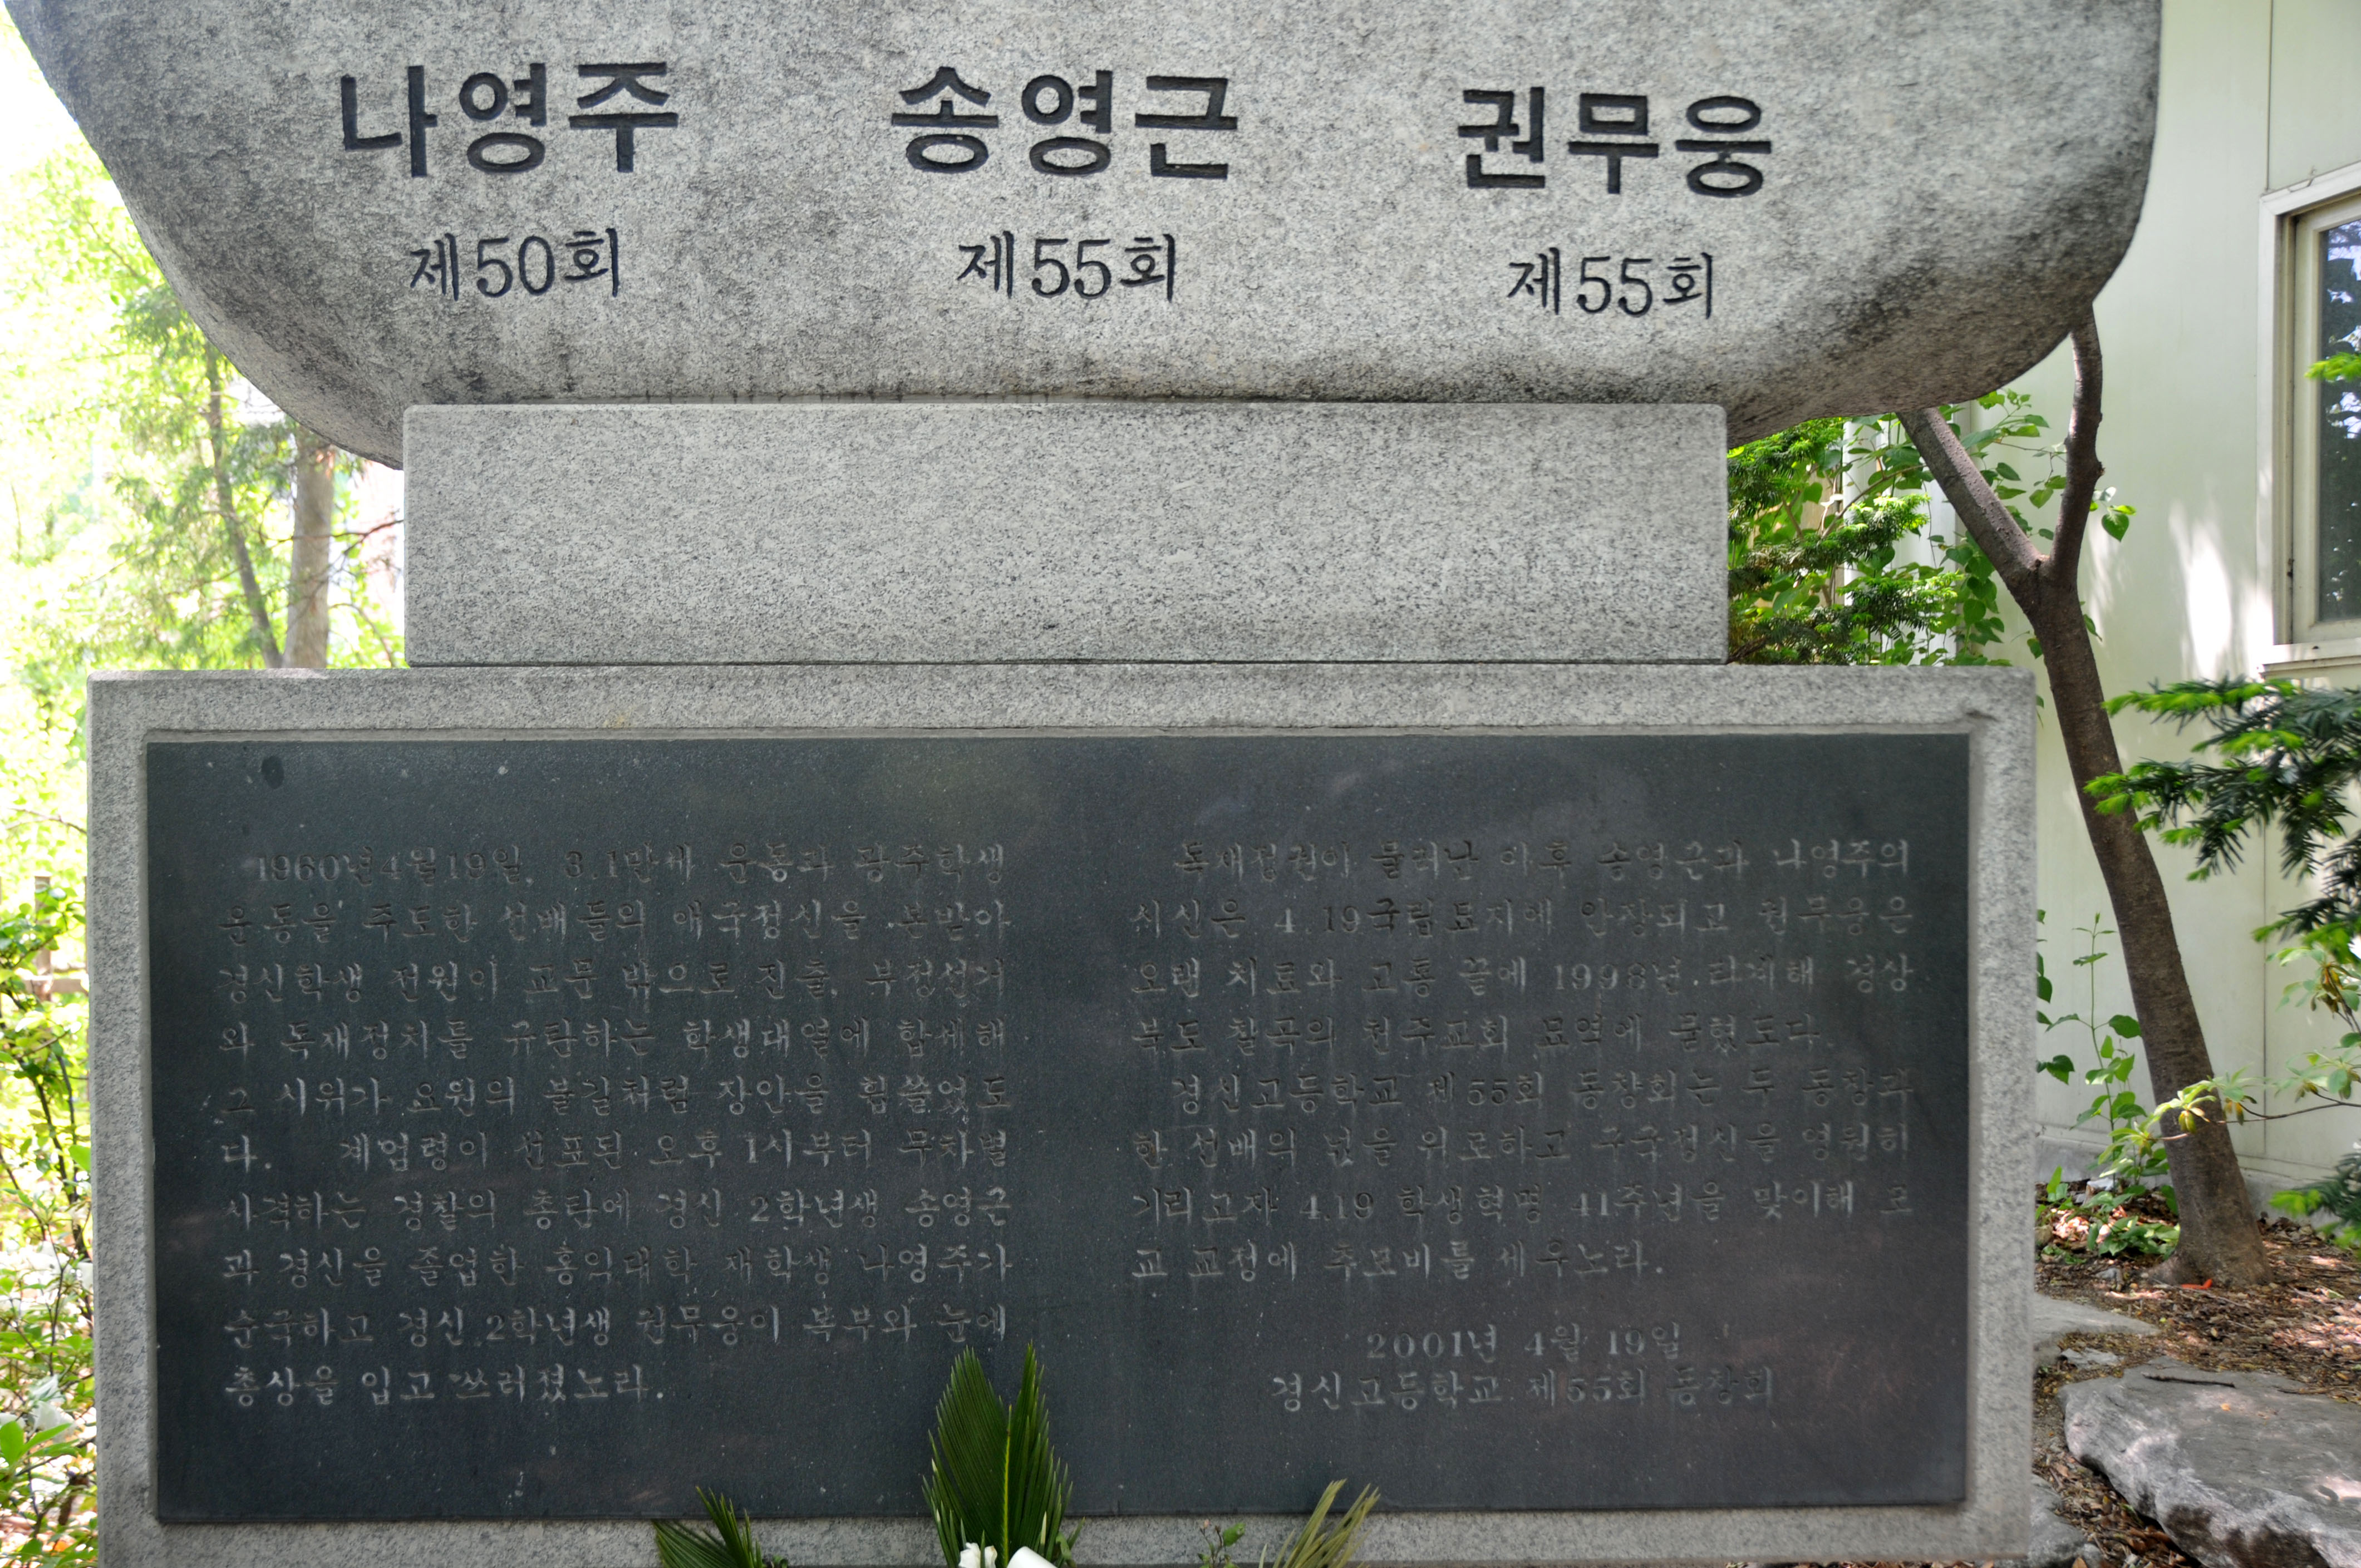 나영주 송영근 권무웅
제50회 제55회 제55회
1960년4월19일, 3.1만세 운동과 광주학생
운동을 주도한 선배들의 애국정신을 본받아
경신학생 전원이 교문 밖으로 진출, 부정선거
와 독재정치를 규탄하는 학생대열에 합세해
그 시위가 요원의 불길처럼 장안을 휩쓸었도
다. 계엄령이 선포된 오후 1시부터 무차별
사격하는 경찰의 총탄에 경신 2학년생 송영근
과 경신을 졸업한 홍익대학 재학생 나영주가
순국하고 경신 2학년생 권무웅이 복부와 눈에
총상을 입고 쓰러졌노라.
독재정권이 물러난 이후 송영근과 나영주의
시신은 4.19국립묘지에 안장되고 권무웅은
오랜 치료와 고통 끝에 1998년 타계해 경상
북도 칠곡의 천주교회 묘역에 묻혔도다.
경신고등학교 제55회 동창회는 두 동창과
한 선배의 넋을 위로하고 구국정신을 영원히
기리고자 4.19 학생혁명 41주년을 맞이해 모
교 교정에 추모비를 세우노라.
2001년 4월 19일
경신고등학교 제55회 동창회